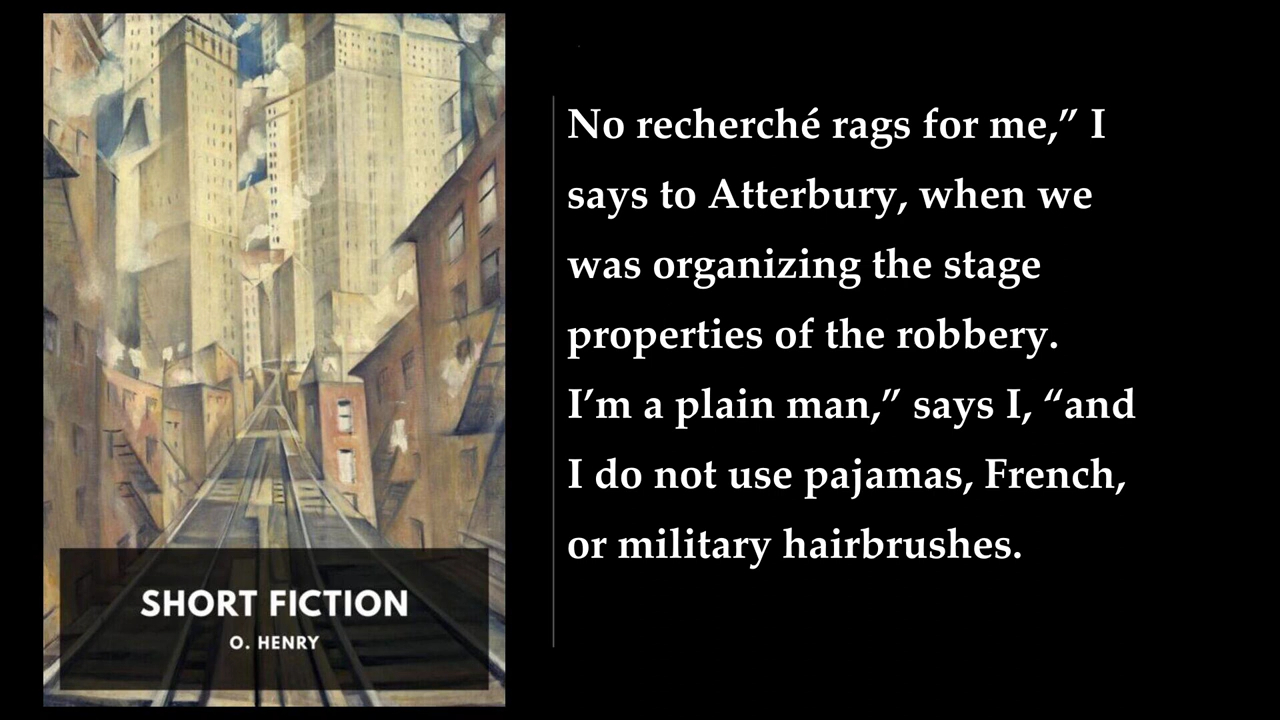 No recherché rags for me,” I
says to Atterbury, when we
was organizing the stage
properties of the robbery.
I’m a plain man,” says I, “and
I do not use pajamas, French,
or military hairbrushes.
SHORT FICTION
O. HENRY